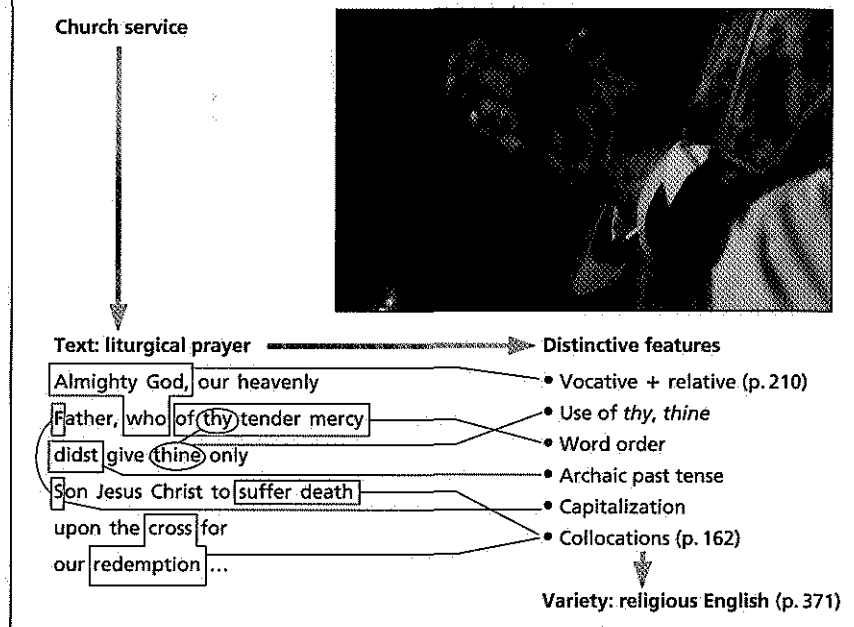 Church service
Text: liturgical prayer
Almighty God, our heavenly
Father, who of thy tender mercy
didst give thine only
Son Jesus Christ to suffer death
upon the cross for
our redemption ...
Distinctive features
• Vocative + relative (p. 210)
• Use of thy, thine
• Word order
• Archaic past tense
• Capitalization
• Collocations (p. 162)
Variety: religious English (p. 371)